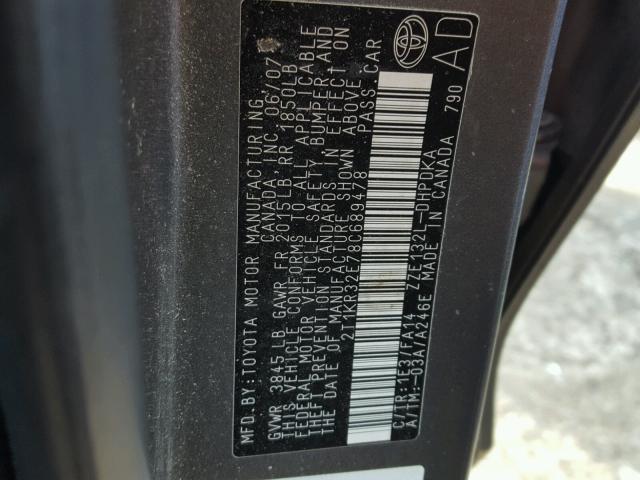 MFD.BY:TOYOTA MOTOR MANUFACTURING
CANADA, INC. 06/07
GVWR 3845LB GAWR FR 2015LB,RR 1850LB
THIS VEHICLE CONFORMS TO ALL APPLICABLE
FEDERAL MOTOR VEHICLE SAFETY, BUMPER AND
THEFT PREVENTION STANDARDS IN EFFECT ON
THE DATE OF MANUFACTURE SHOWN ABOVE.
2T1KR32E78C689478 PASS CAR
C/TR:1E3/FA14 ZZE132L-DHPDKA
A/TM:-03A/A246E MADE IN CANADA 790
AD